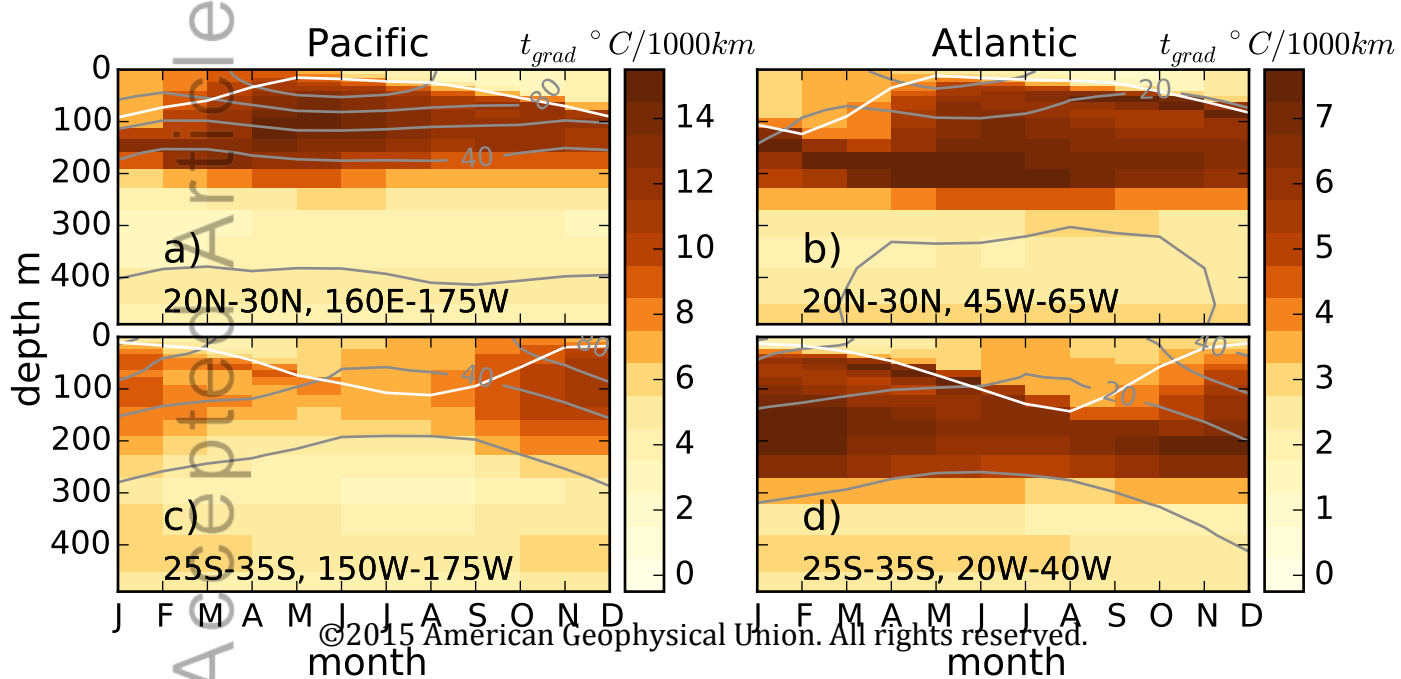 Pacific t_grad °C/1000km
Atlantic t_grad °C/1000km
0
100
200
300
400
80
40
a)
20N-30N, 160E-175W
14
12
10
8
6
4
2
0
20
b)
20N-30N, 45W-65W
7
6
5
4
3
2
1
0
depth m
0
100
200
300
400
60
40
c)
25S-35S, 150W-175W
40
20
d)
25S-35S, 20W-40W
J F M A M J J A S O N D
J F M A M J J A S O N D
©2015 American Geophysical Union. All rights reserved.
month
month
Accepted Article